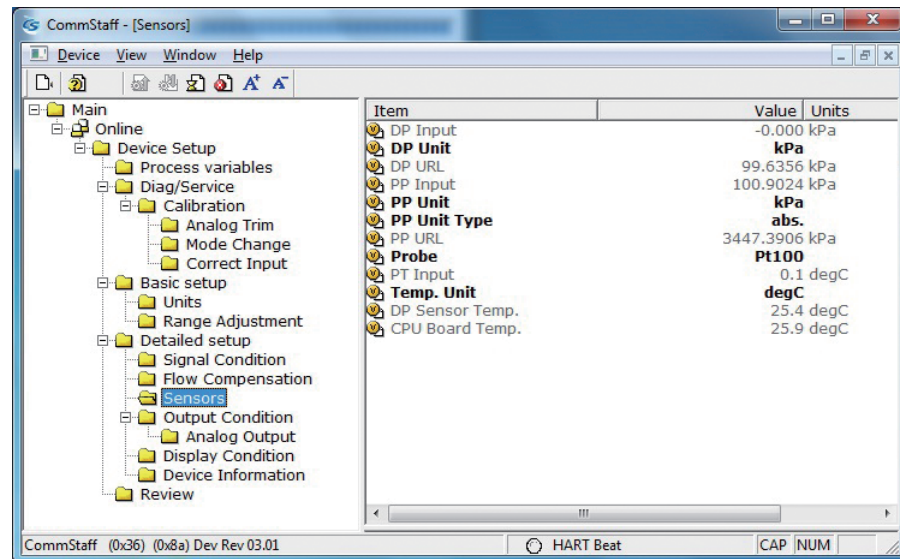 CommStaff - [Sensors]
Device View Window Help
Main
Online
Device Setup
Process variables
Diag/Service
Calibration
Analog Trim
Mode Change
Correct Input
Basic setup
Units
Range Adjustment
Detailed setup
Signal Condition
Flow Compensation
Sensors
Output Condition
Analog Output
Display Condition
Device Information
Review
Item Value Units
DP Input -0.000 kPa
DP Unit kPa
DP URL 99.6356 kPa
PP Input 100.9024 kPa
PP Unit kPa
PP Unit Type abs.
PP URL 3447.3906 kPa
Probe Pt100
PT Input 0.1 degC
Temp. Unit degC
DP Sensor Temp. 25.4 degC
CPU Board Temp. 25.9 degC
CommStaff (0x36) (0x8a) Dev Rev 03.01 HART Beat CAP NUM